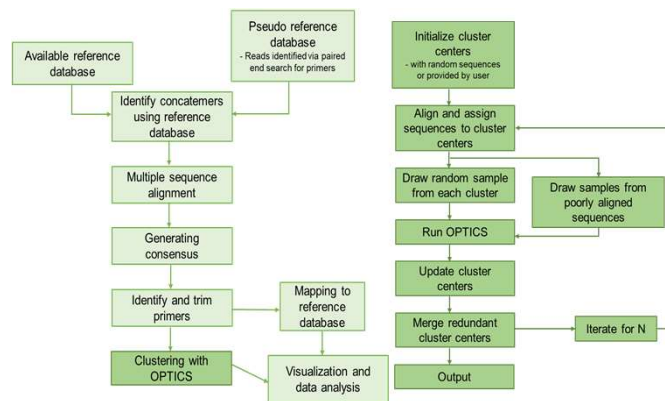 Available reference
database
Pseudo reference
database
- Reads identified via paired
end search for primers
Identify concatemers
using reference
database
Multiple sequence
alignment
Generating
consensus
Identify and trim
primers
Mapping to
reference
database
Clustering with
OPTICS
Visualization and
data analysis
Initialize cluster
centers
- with random sequences
or provided by user
Align and assign
sequences to cluster
centers
Draw random sample
from each cluster
Draw samples from
poorly aligned
sequences
Run OPTICS
Update cluster
centers
Merge redundant
cluster centers
Iterate for N
Output